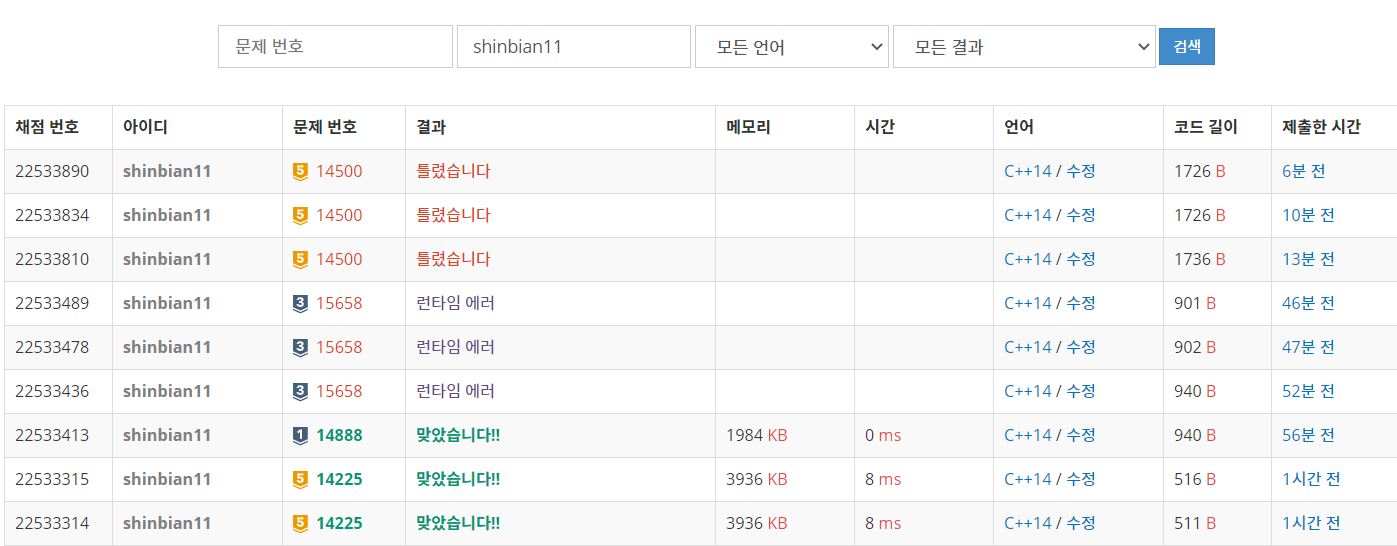 문제 번호 shinbian11 모든 언어 모든 결과 검색
채점 번호 아이디 문제 번호 결과 메모리 시간 언어 코드 길이 제출한 시간
22533890 shinbian11 5 14500 틀렸습니다 C++14 / 수정 1726 B 6분 전
22533834 shinbian11 5 14500 틀렸습니다 C++14 / 수정 1726 B 10분 전
22533810 shinbian11 5 14500 틀렸습니다 C++14 / 수정 1736 B 13분 전
22533489 shinbian11 3 15658 런타임 에러 C++14 / 수정 901 B 46분 전
22533478 shinbian11 3 15658 런타임 에러 C++14 / 수정 902 B 47분 전
22533436 shinbian11 3 15658 런타임 에러 C++14 / 수정 940 B 52분 전
22533413 shinbian11 1 14888 맞았습니다!! 1984 KB 0 ms C++14 / 수정 940 B 56분 전
22533315 shinbian11 5 14225 맞았습니다!! 3936 KB 8 ms C++14 / 수정 516 B 1시간 전
22533314 shinbian11 5 14225 맞았습니다!! 3936 KB 8 ms C++14 / 수정 511 B 1시간 전